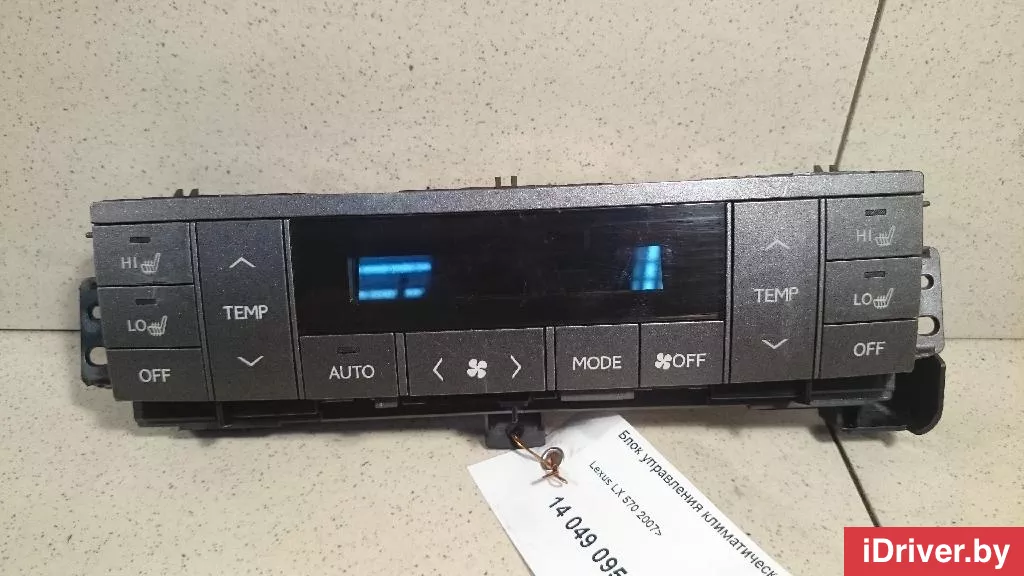 HI
HI
TEMP
TEMP
LO
LO
OFF
AUTO
MODE
OFF
OFF
Блок управления
Lexus LX 570 2007>
14 049 095
iDriver.by